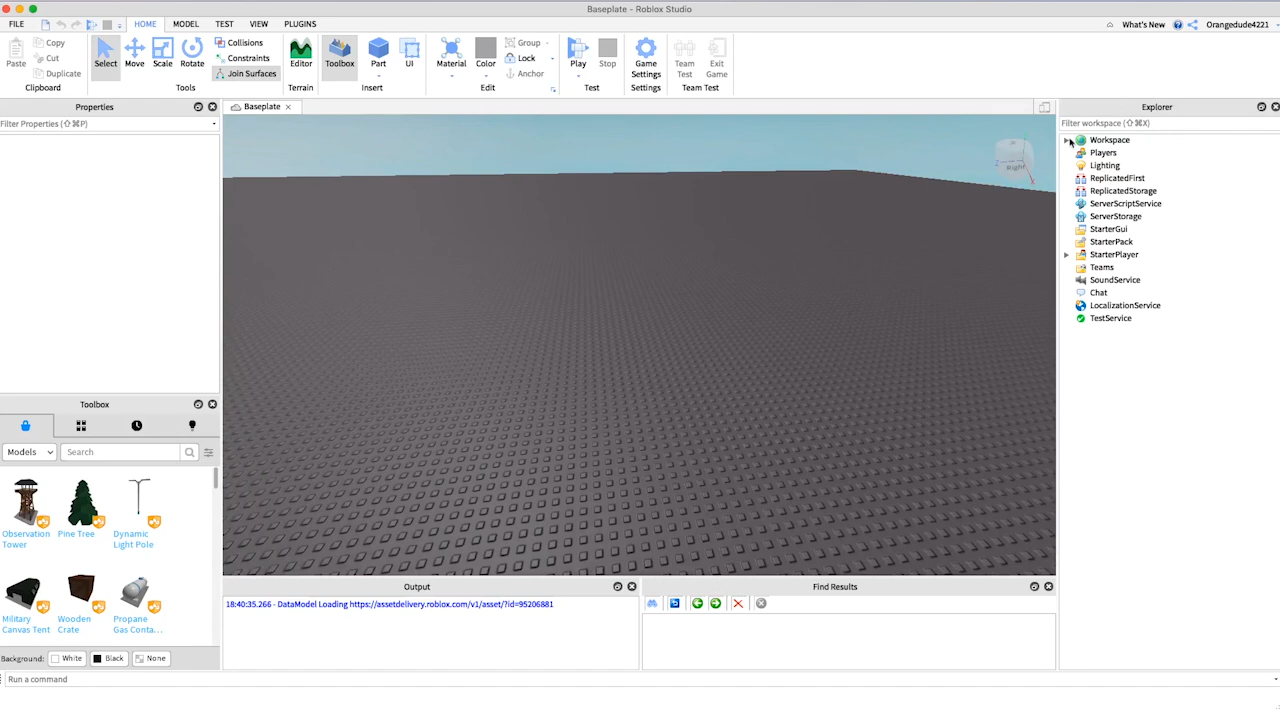 Baseplate - Roblox Studio
FILE HOME MODEL TEST VIEW PLUGINS What's New Orangedude4221
Paste Copy Cut Duplicate Clipboard
Select Move Scale Rotate Collisions Constraints Join Surfaces Tools
Editor Terrain
Toolbox Part UI Insert
Material Color Group Lock Anchor Edit
Play Stop Test
Game Settings Settings
Team Test Exit Game Team Test
Properties
Filter Properties (⇧⌘P)
Baseplate
Right
Explorer
Filter workspace (⇧⌘X)
Workspace
Players
Lighting
ReplicatedFirst
ReplicatedStorage
ServerScriptService
ServerStorage
StarterGui
StarterPack
StarterPlayer
Teams
SoundService
Chat
LocalizationService
TestService
Toolbox
Models Search
Observation Tower
Pine Tree
Dynamic Light Pole
Military Canvas Tent
Wooden Crate
Propane Gas Conta...
Background: White Black None
Output
18:40:35.266 - DataModel Loading https://assetdelivery.roblox.com/v1/asset/?id=95206881
Find Results
Run a command